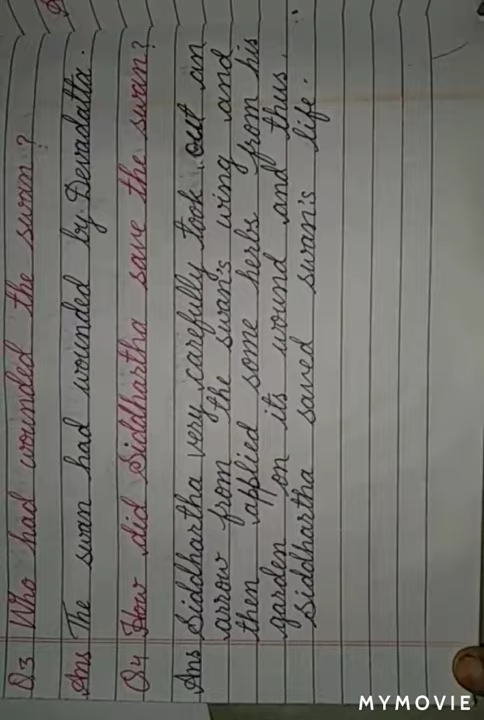 Q3 Who had wounded the swan?
Ans The swan had wounded by Devadatta.
Q4 How did Siddhartha save the swan?
Ans Siddhartha very carefully took out an
arrow from the swan's wing and
then applied some herbs from his
garden on its wound and thus
Siddhartha saved swan's life.
MYMOVIE